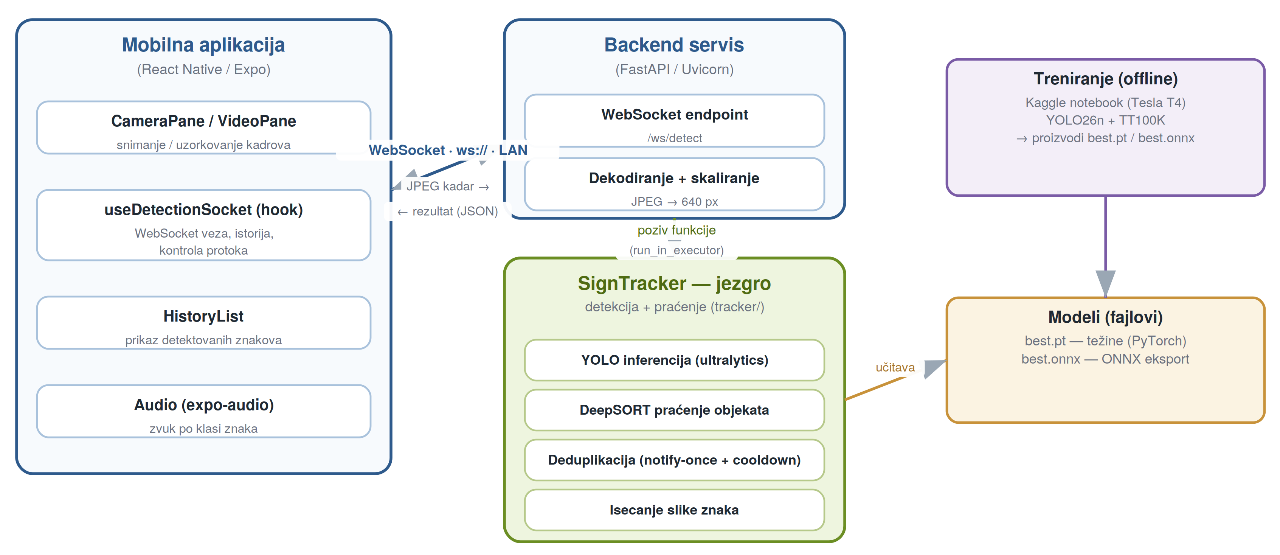 Mobilna aplikacija
(React Native / Expo)
CameraPane / VideoPane
snimanje / uzorkovanje kadrova
useDetectionSocket (hook)
WebSocket veza, istorija,
kontrola protoka
HistoryList
prikaz detektovanih znakova
Audio (expo-audio)
zvuk po klasi znaka
WebSocket · ws:// · LAN
JPEG kadar →
← rezultat (JSON)
Backend servis
(FastAPI / Uvicorn)
WebSocket endpoint
/ws/detect
Dekodiranje + skaliranje
JPEG → 640 px
poziv funkcije
(run_in_executor)
SignTracker — jezgro
detekcija + praćenje (tracker/)
YOLO inferencija (ultralytics)
DeepSORT praćenje objekata
Deduplikacija (notify-once + cooldown)
Isecanje slike znaka
učitava
Treniranje (offline)
Kaggle notebook (Tesla T4)
YOLO26n + TT100K
→ proizvodi best.pt / best.onnx
Modeli (fajlovi)
best.pt — težine (PyTorch)
best.onnx — ONNX eksport